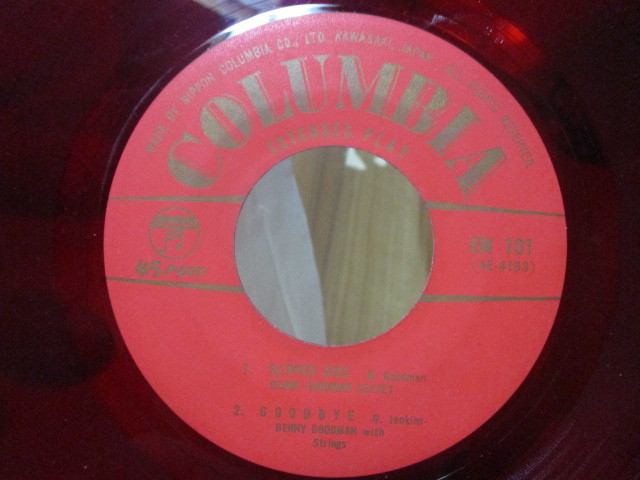 MADE BY NIPPON COLUMBIA CO., LTD. KAWASAKI, JAPAN. ALL RIGHTS RESERVED
COLUMBIA
EXTENDED PLAY
45
EM 101
1. SLIPPED DISC B. Goodman
BENNY GOODMAN SEXTET
2. GOODBYE G. Jenkins
BENNY GOODMAN with
Strings